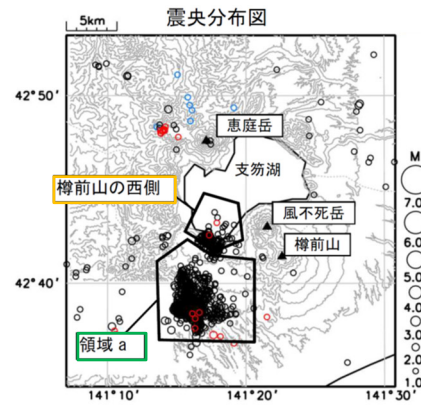 5km
震央分布図
42°50'
恵庭岳
支笏湖
樽前山の西側
風不死岳
樽前山
42°40'
領域a
141°10'
141°20'
141°30'
M
7.0
6.0
5.0
4.0
3.0
2.0
1.0